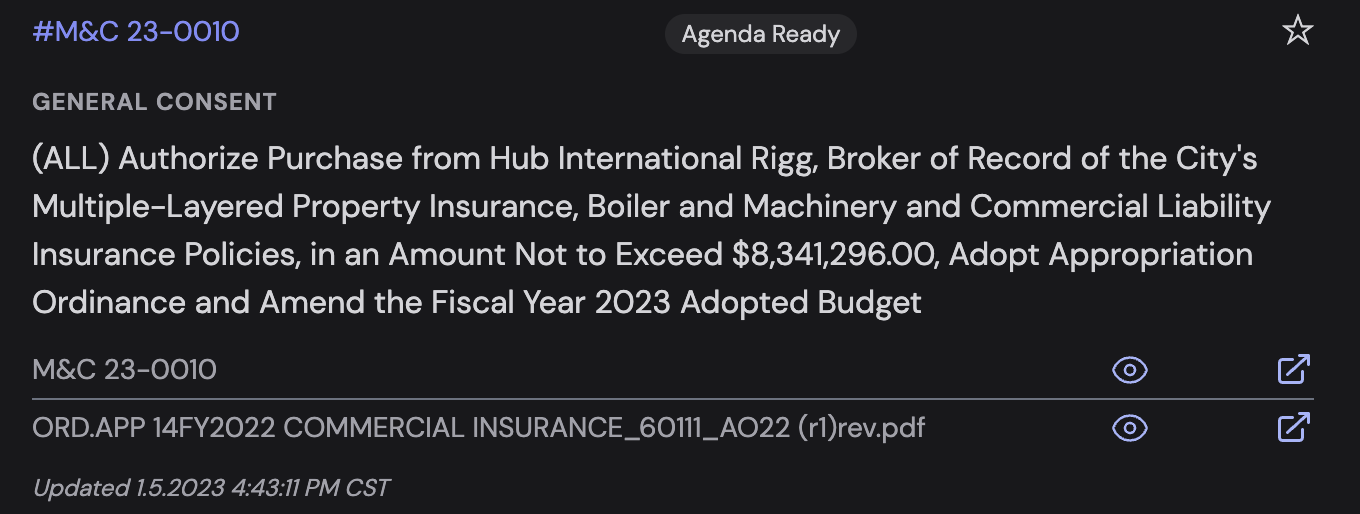 #M&C 23-0010
Agenda Ready
GENERAL CONSENT
(ALL) Authorize Purchase from Hub International Rigg, Broker of Record of the City's
Multiple-Layered Property Insurance, Boiler and Machinery and Commercial Liability
Insurance Policies, in an Amount Not to Exceed $8,341,296.00, Adopt Appropriation
Ordinance and Amend the Fiscal Year 2023 Adopted Budget
M&C 23-0010
ORD.APP 14FY2022 COMMERCIAL INSURANCE_60111_AO22 (r1)rev.pdf
Updated 1.5.2023 4:43:11 PM CST